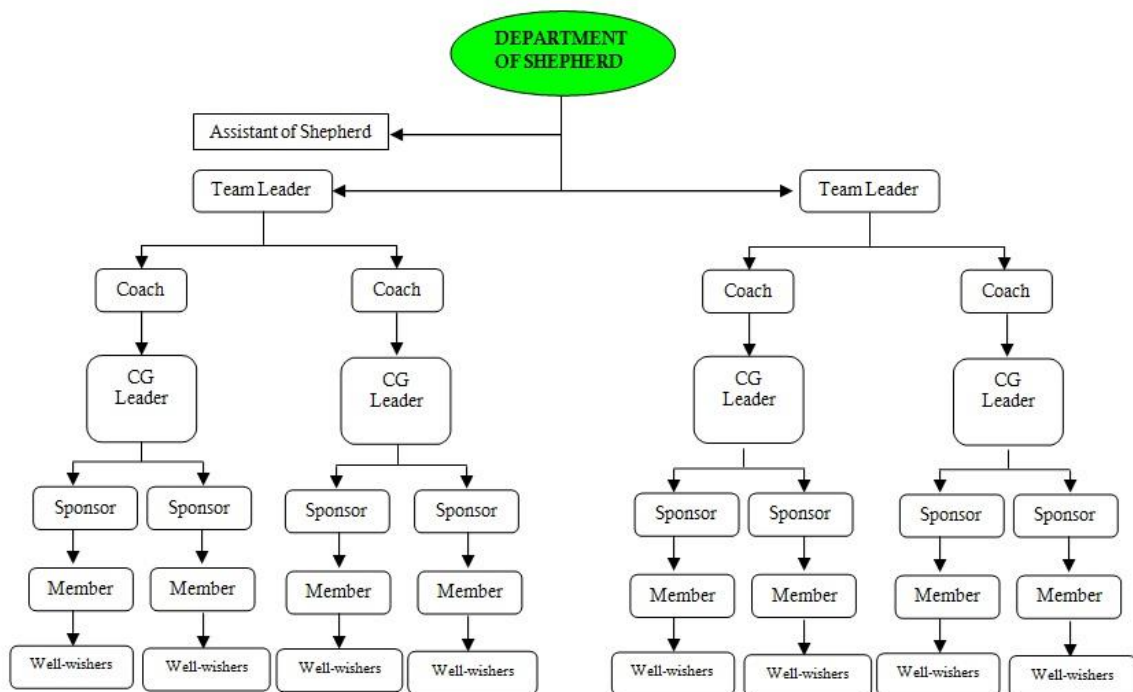 DEPARTMENT
OF SHEPHERD
Assistant of Shepherd
Team Leader
Team Leader
Coach
Coach
Coach
Coach
CG
Leader
CG
Leader
CG
Leader
CG
Leader
Sponsor
Sponsor
Sponsor
Sponsor
Sponsor
Sponsor
Sponsor
Sponsor
Member
Member
Member
Member
Member
Member
Member
Member
Well-wishers
Well-wishers
Well-wishers
Well-wishers
Well-wishers
Well-wishers
Well-wishers
Well-wishers